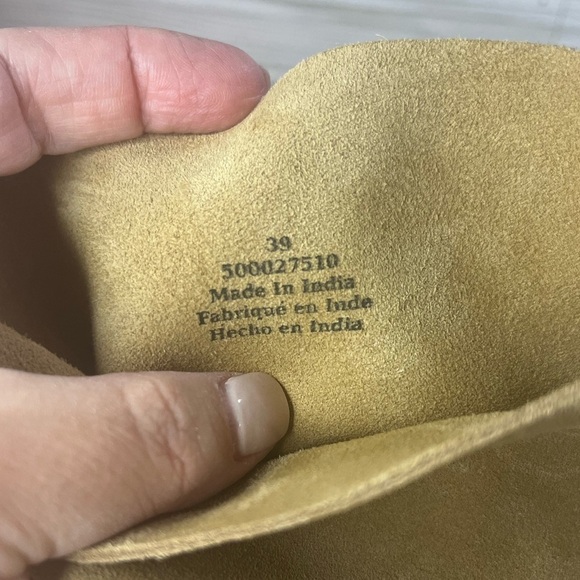 39
500027510
Made In India
Fabriqué en Inde
Hecho en India